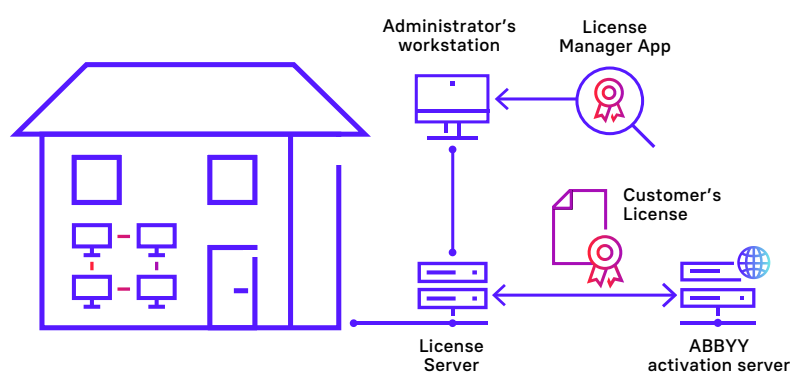 Administrator's
workstation
License
Manager App
Customer's
License
License
Server
ABBYY
activation server